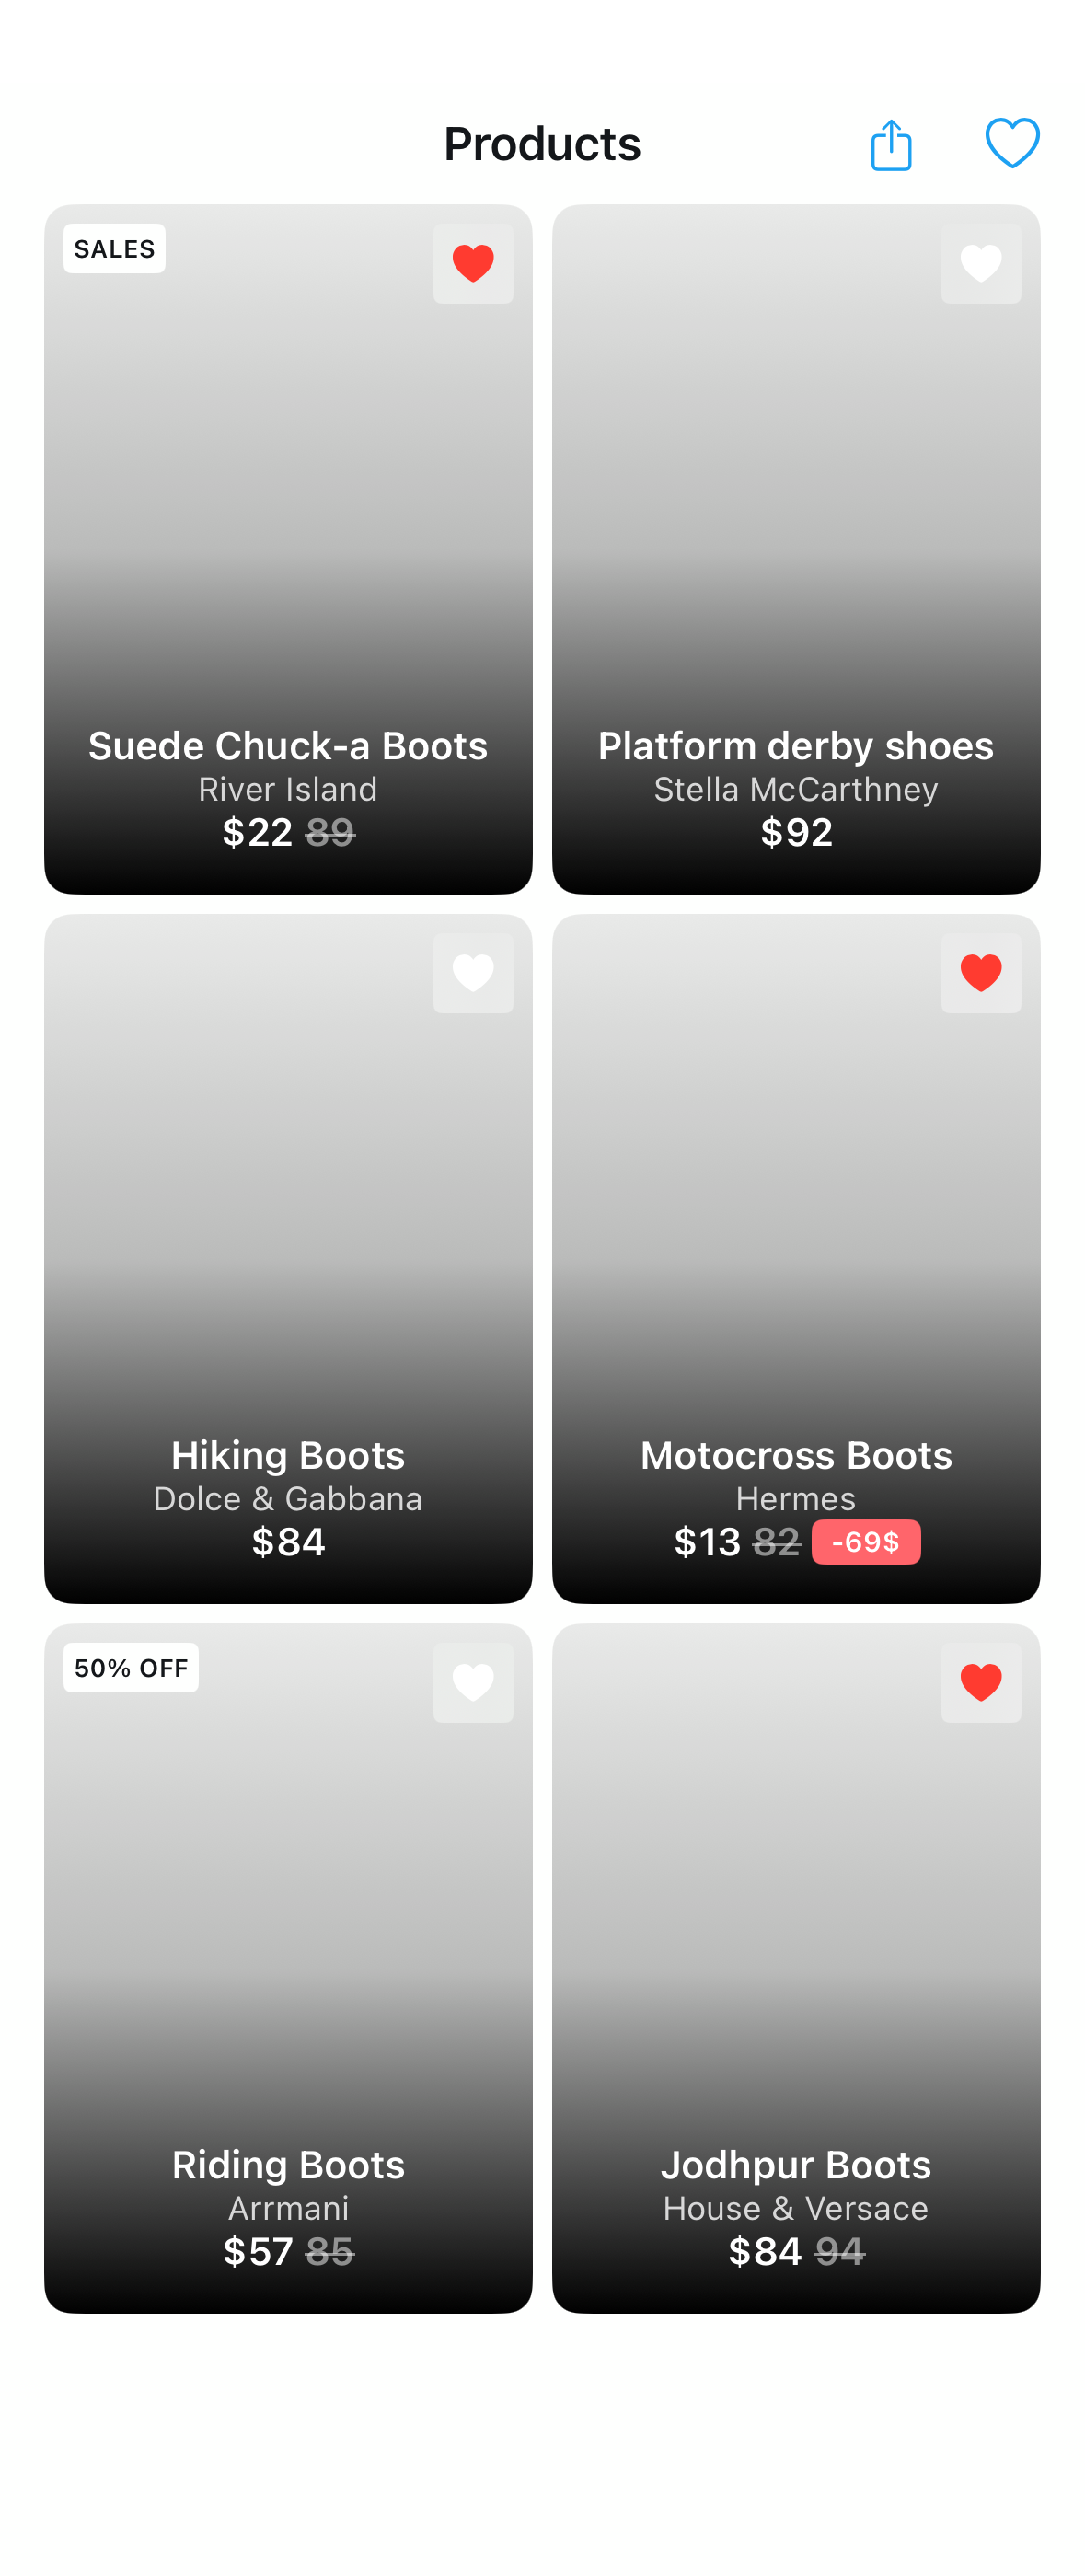 Products
SALES
Suede Chuck-a Boots
River Island
$22 89
Platform derby shoes
Stella McCarthney
$92
Hiking Boots
Dolce & Gabbana
$84
Motocross Boots
Hermes
$13 82 -69$
50% OFF
Riding Boots
Arrmani
$57 85
Jodhpur Boots
House & Versace
$84 94